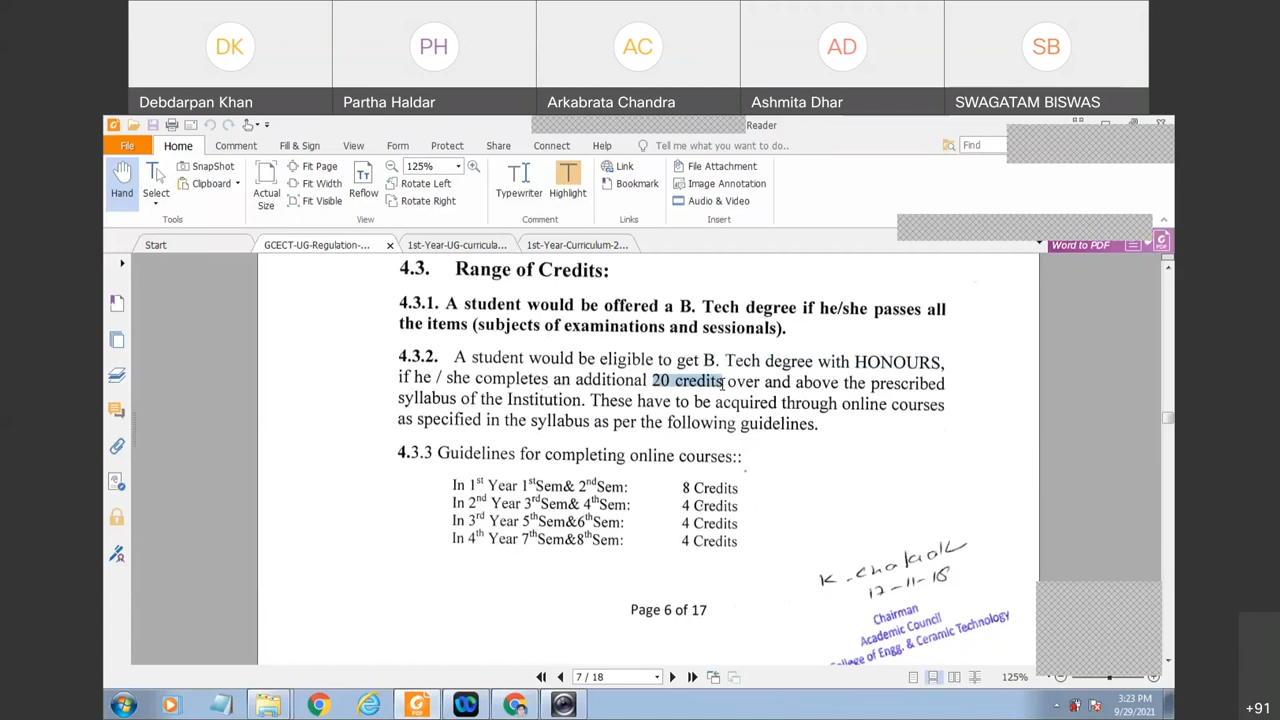 DK PH AC AD SB
Debdarpan Khan Partha Haldar Arkabrata Chandra Ashmita Dhar SWAGATAM BISWAS
Reader
File Home Comment Fill & Sign View Form Protect Share Connect Help Tell me what you want to do.. Find
Hand Select SnapShot Clipboard Actual Size Fit Page Fit Width Fit Visible Reflow 125% Rotate Left Rotate Right Typewriter Highlight Link Bookmark File Attachment Image Annotation Audio & Video
Tools View Comment Links Insert
Start GCECT-UG-Regulation-... 1st-Year-UG-curricula... 1st-Year-Curriculum-2... Word to PDF
4.3. Range of Credits:
4.3.1. A student would be offered a B. Tech degree if he/she passes all
the items (subjects of examinations and sessionals).
4.3.2. A student would be eligible to get B. Tech degree with HONOURS,
if he / she completes an additional 20 credits over and above the prescribed
syllabus of the Institution. These have to be acquired through online courses
as specified in the syllabus as per the following guidelines.
4.3.3 Guidelines for completing online courses::
In 1st Year 1stSem& 2ndSem: 8 Credits
In 2nd Year 3rdSem& 4thSem: 4 Credits
In 3rd Year 5thSem&6thSem: 4 Credits
In 4th Year 7thSem&8thSem: 4 Credits
Page 6 of 17
Chairman
Academic Council
College of Engg. & Ceramic Technology
7 / 18 125%
3:23 PM
9/29/2021
+91